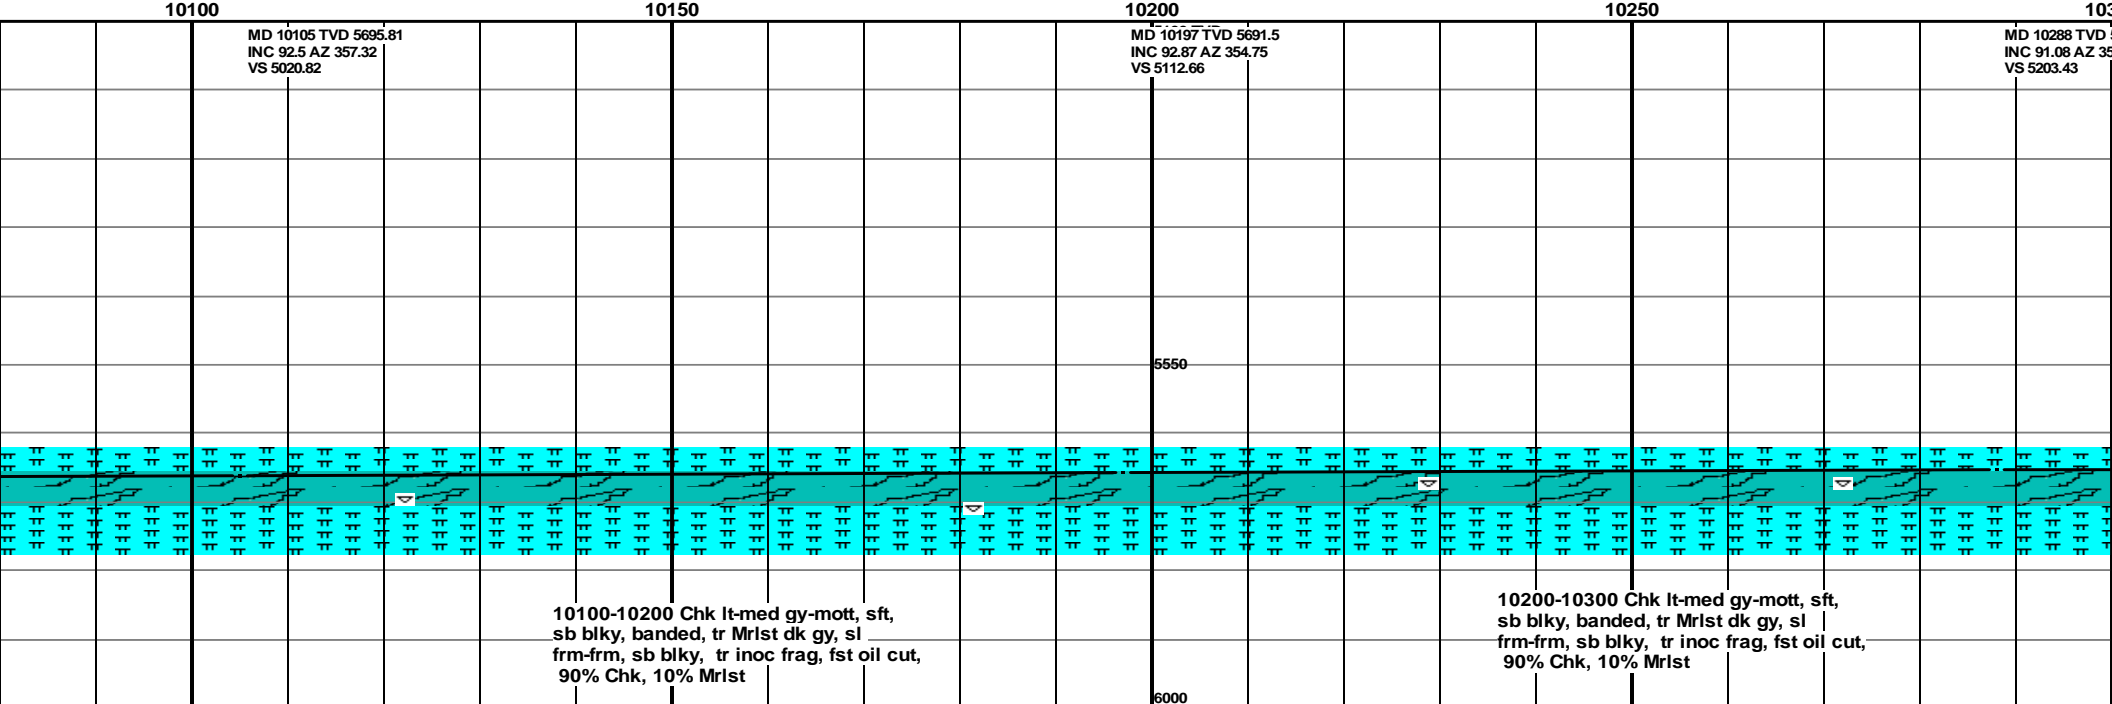 10100 10150 10200 10250
MD 10105 TVD 5695.81
INC 92.5 AZ 357.32
VS 5020.82
MD 10197 TVD 5691.5
INC 92.87 AZ 354.75
VS 5112.66
MD 10288 TVD
INC 91.08 AZ
VS 5203.43
5550
10100-10200 Chk lt-med gy-mott, sft,
sb blky, banded, tr Mrlst dk gy, sl
frm-frm, sb blky, tr inoc frag, fst oil cut,
90% Chk, 10% Mrlst
10200-10300 Chk lt-med gy-mott, sft,
sb blky, banded, tr Mrlst dk gy, sl
frm-frm, sb blky, tr inoc frag, fst oil cut,
90% Chk, 10% Mrlst
6000